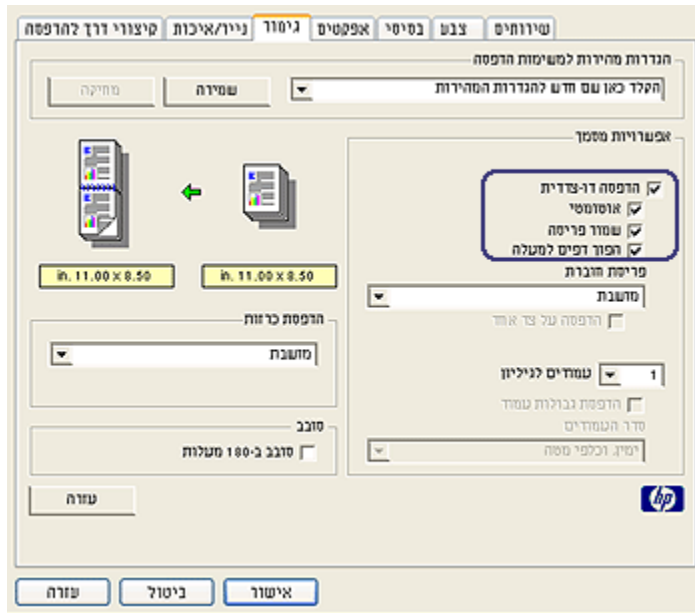 שירותים צבע בסיסי אפקטים גימור נייר/איכות קיצורי דרך להדפסה
הגדרות מהירות למשימות הדפסה
הקלד כאן שם חדש להגדרות המהירות
שמירה
מחיקה
אפשרויות מסמך
הדפסה דו-צדדית
אוטומטי
שמור פריסה
הפוך דפים למעלה
פריסת חוברת
מושבת
הדפסה על צד אחד
1 עמודים לגיליון
הדפסת גבולות עמוד
סדר העמודים
ימין, וכלפי מטה
in. 11.00 x 8.50
in. 11.00 x 8.50
הדפסת כרזות
מושבת
סובב
סובב ב-180 מעלות
עזרה
hp
אישור
ביטול
עזרה